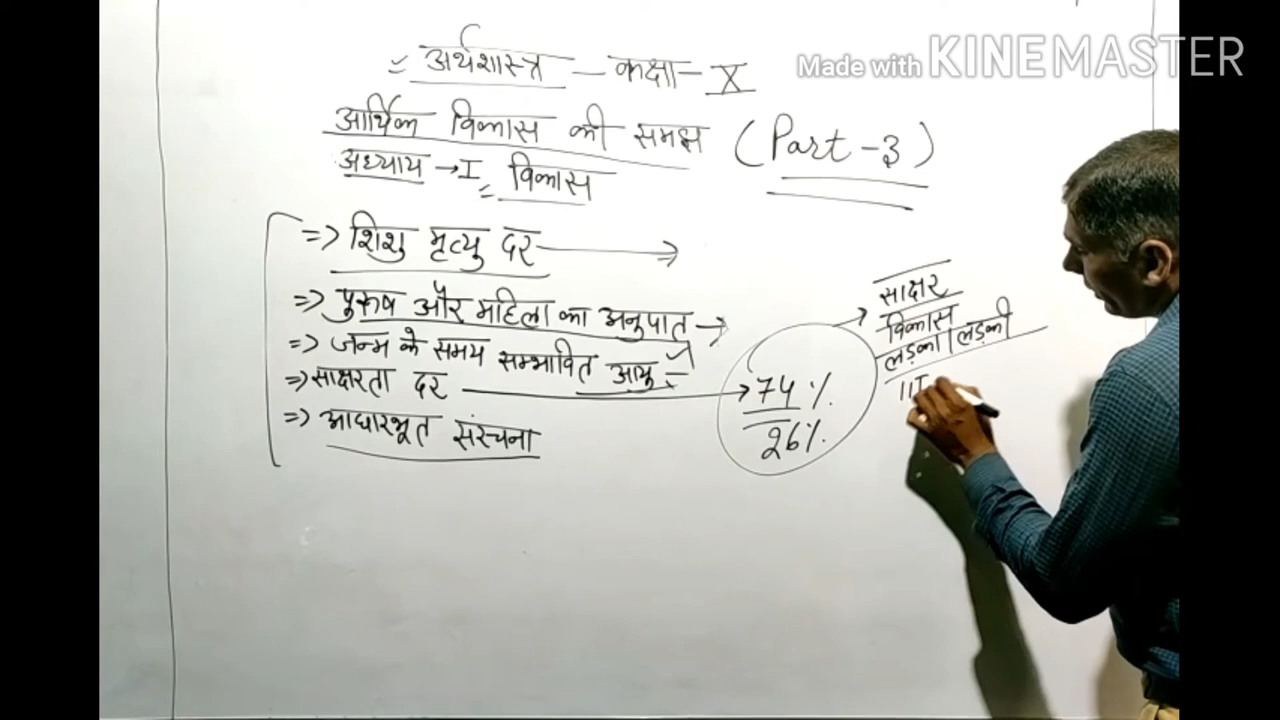 Made with KINEMASTER
अर्थशास्त्र — कक्षा — X
आर्थिक विकास की समझ (Part-3)
अध्याय → I विकास
=> शिशु मृत्यु दर →
=> पुरुष और महिला का अनुपात →
=> जन्म के समय सम्भावित आयु
=> साक्षरता दर → 74%
26%
=> आधारभूत संरचना
साक्षर
विकास
लड़का | लड़की